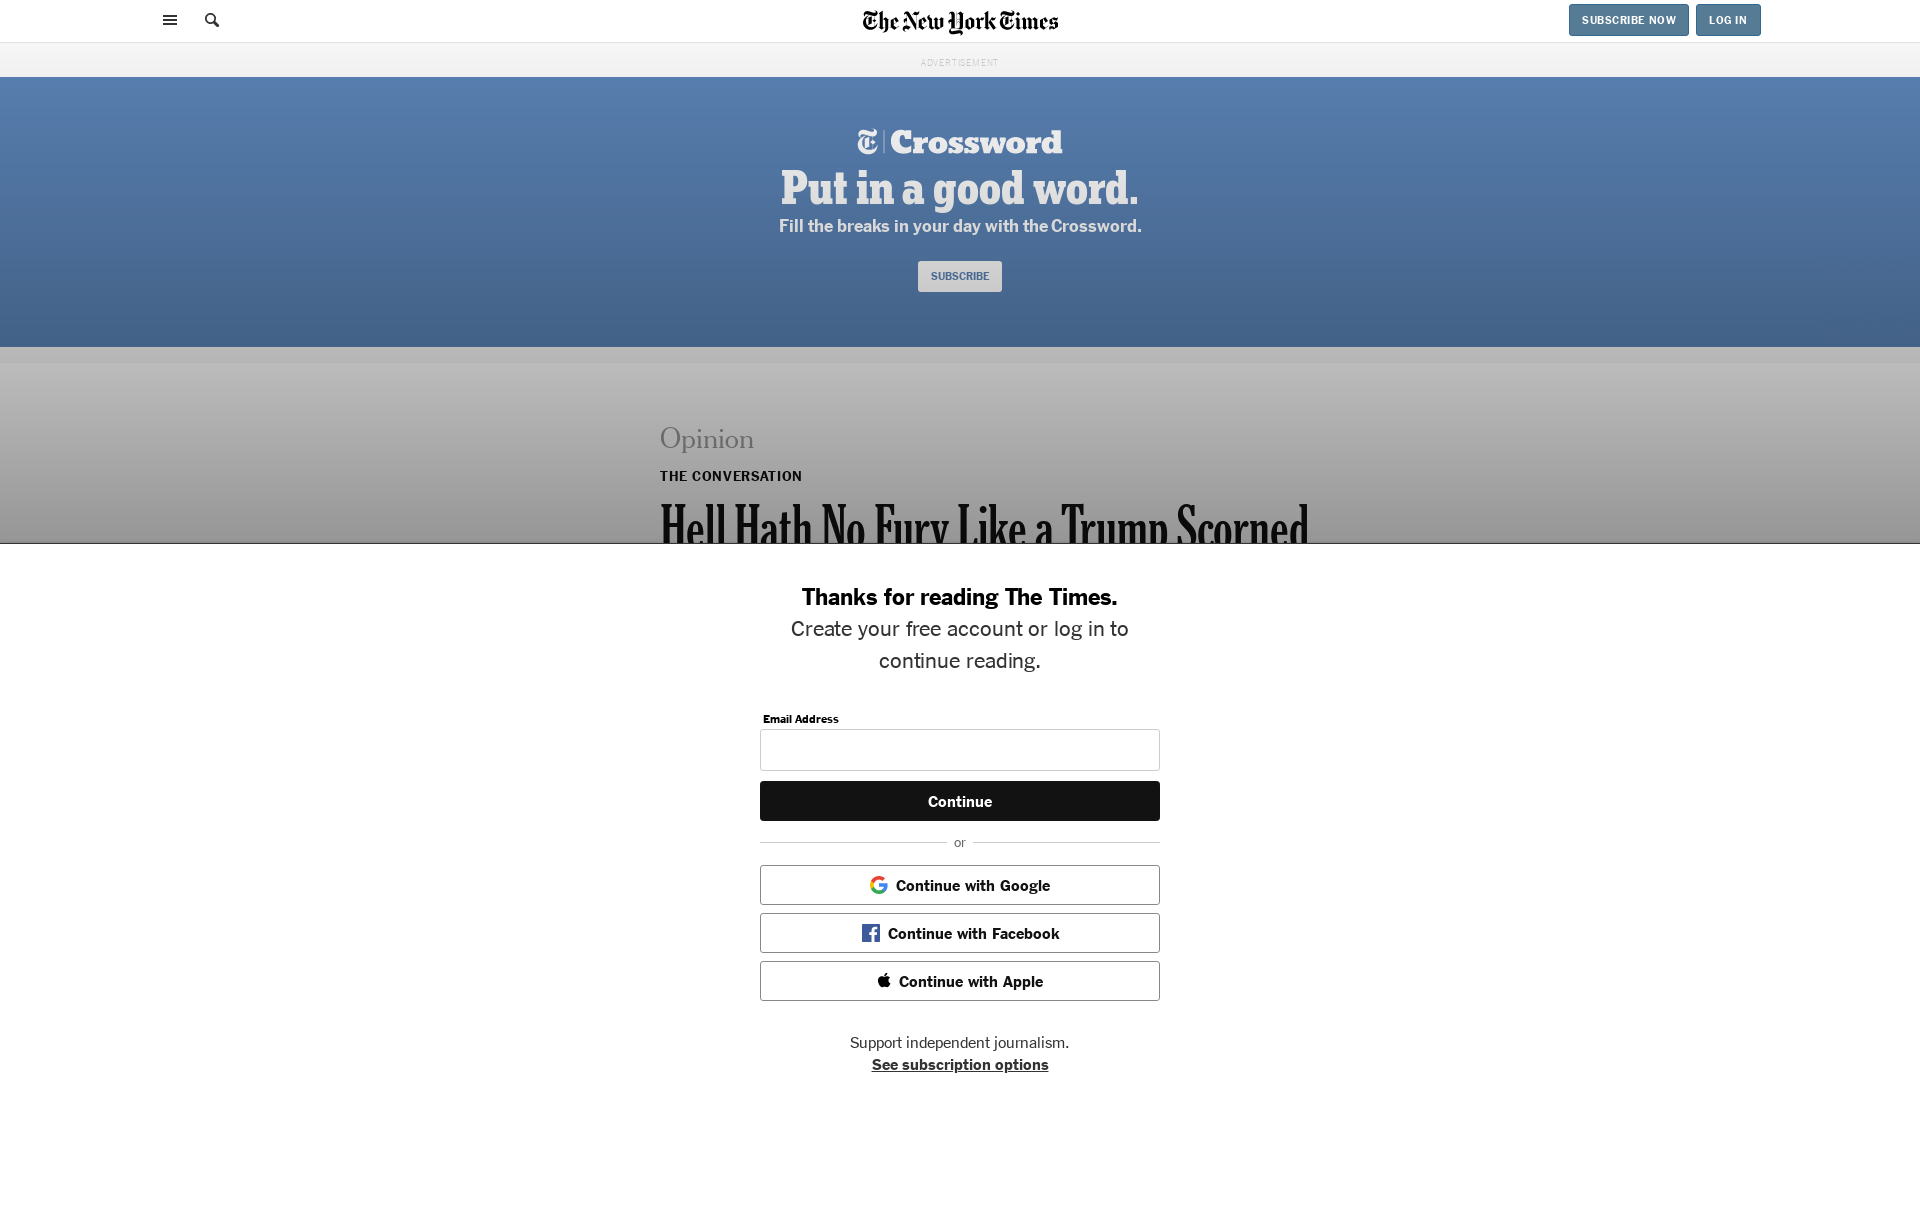 The New York Times
SUBSCRIBE NOW
LOG IN
ADVERTISEMENT
T Crossword
Put in a good word.
Fill the breaks in your day with the Crossword.
SUBSCRIBE
Opinion
THE CONVERSATION
Hell Hath No Fury Like a Trump Scorned
Thanks for reading The Times.
Create your free account or log in to
continue reading.
Email Address
Continue
or
Continue with Google
Continue with Facebook
Continue with Apple
Support independent journalism.
See subscription options